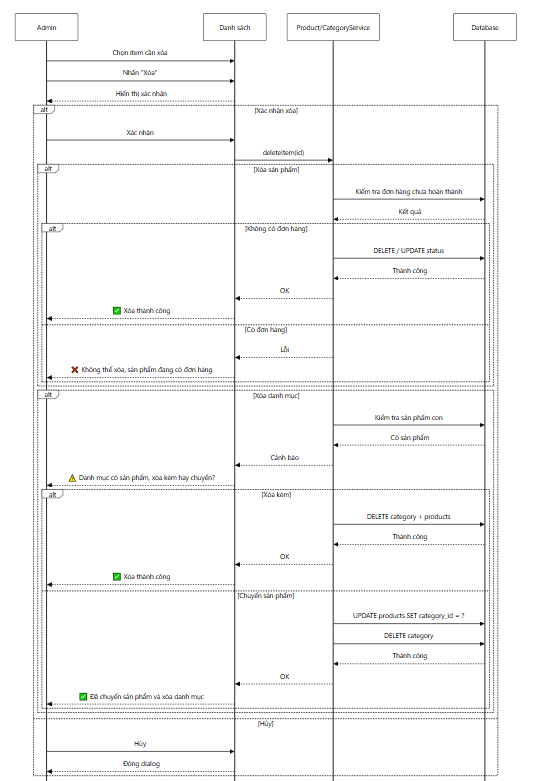 Admin
Danh sách
Product/CategoryService
Database
Chọn item cần xóa
Nhấn "Xóa"
Hiển thị xác nhận
alt
[Xác nhận xóa]
Xác nhận
deleteItem(id)
alt
[Xóa sản phẩm]
Kiểm tra đơn hàng chưa hoàn thành
Kết quả
alt
[Không có đơn hàng]
DELETE / UPDATE status
Thành công
OK
✅ Xóa thành công
[Có đơn hàng]
Lỗi
❌ Không thể xóa, sản phẩm đang có đơn hàng
alt
[Xóa danh mục]
Kiểm tra sản phẩm con
Có sản phẩm
Cảnh báo
⚠️ Danh mục có sản phẩm, xóa kèm hay chuyển?
alt
[Xóa kèm]
DELETE category + products
Thành công
OK
✅ Xóa thành công
[Chuyển sản phẩm]
UPDATE products SET category_id = ?
DELETE category
Thành công
OK
✅ Đã chuyển sản phẩm và xóa danh mục
[Hủy]
Hủy
Đóng dialog